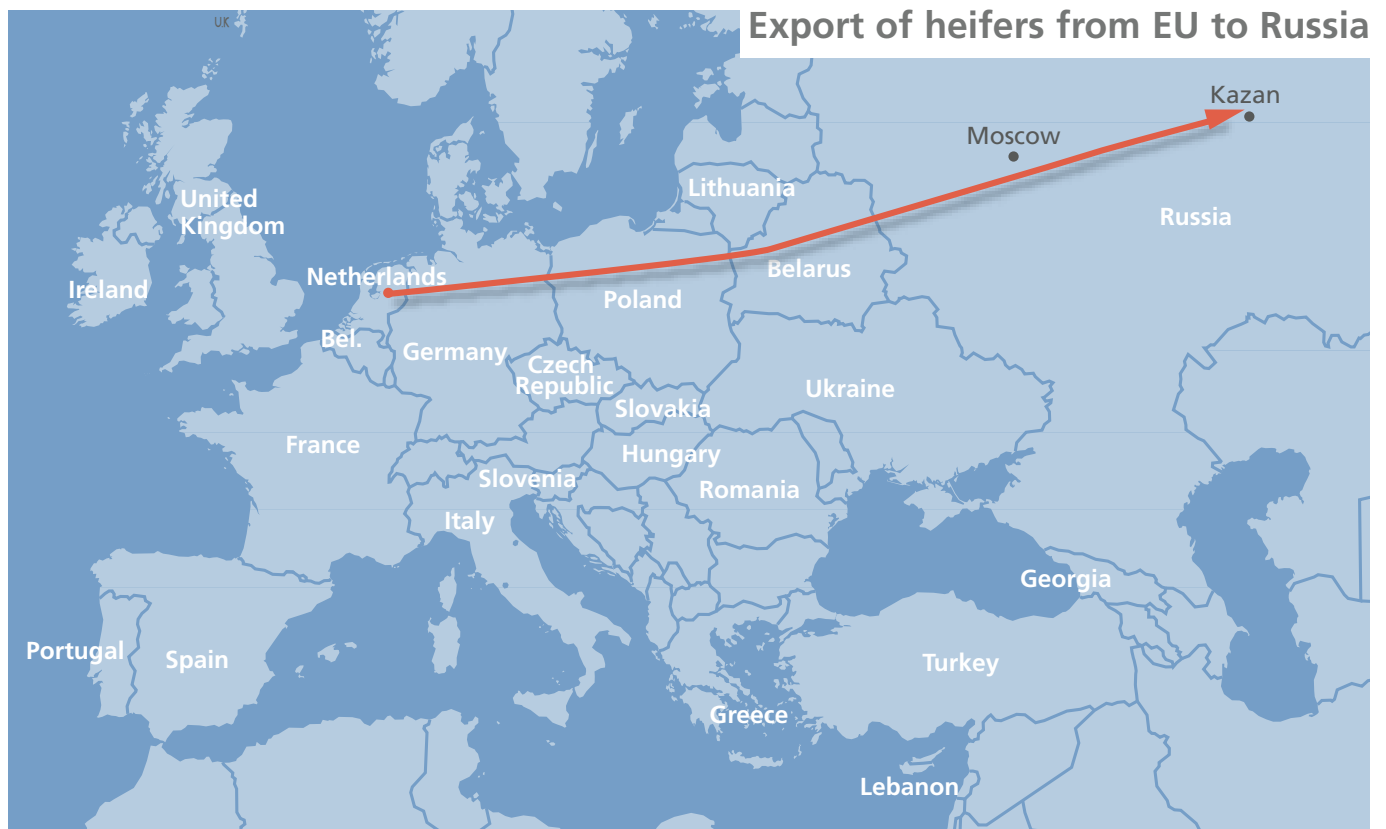 UK
Export of heifers from EU to Russia
Kazan
Moscow
Lithuania
United
Kingdom
Russia
Netherlands
Belarus
Ireland
Poland
Bel.
Germany
Czech
Republic
Ukraine
Slovakia
France
Hungary
Slovenia
Romania
Italy
Georgia
Portugal
Spain
Turkey
Greece
Lebanon